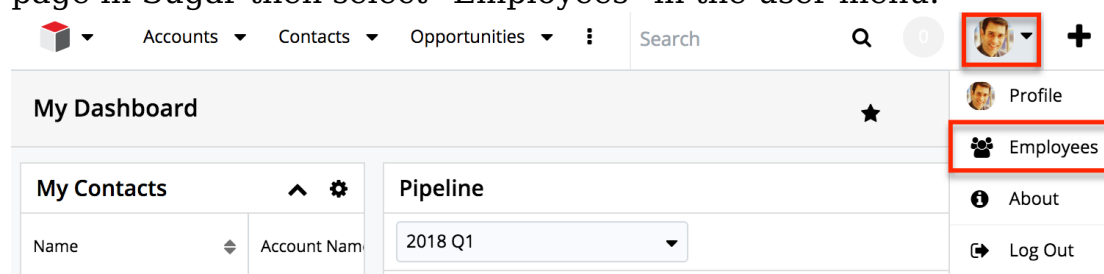 page in Sugar then select "Employees" in the user menu.
Accounts Contacts Opportunities Search 0
My Dashboard
Profile
Employees
My Contacts Pipeline
About
Name Account Nam 2018 Q1
Log Out